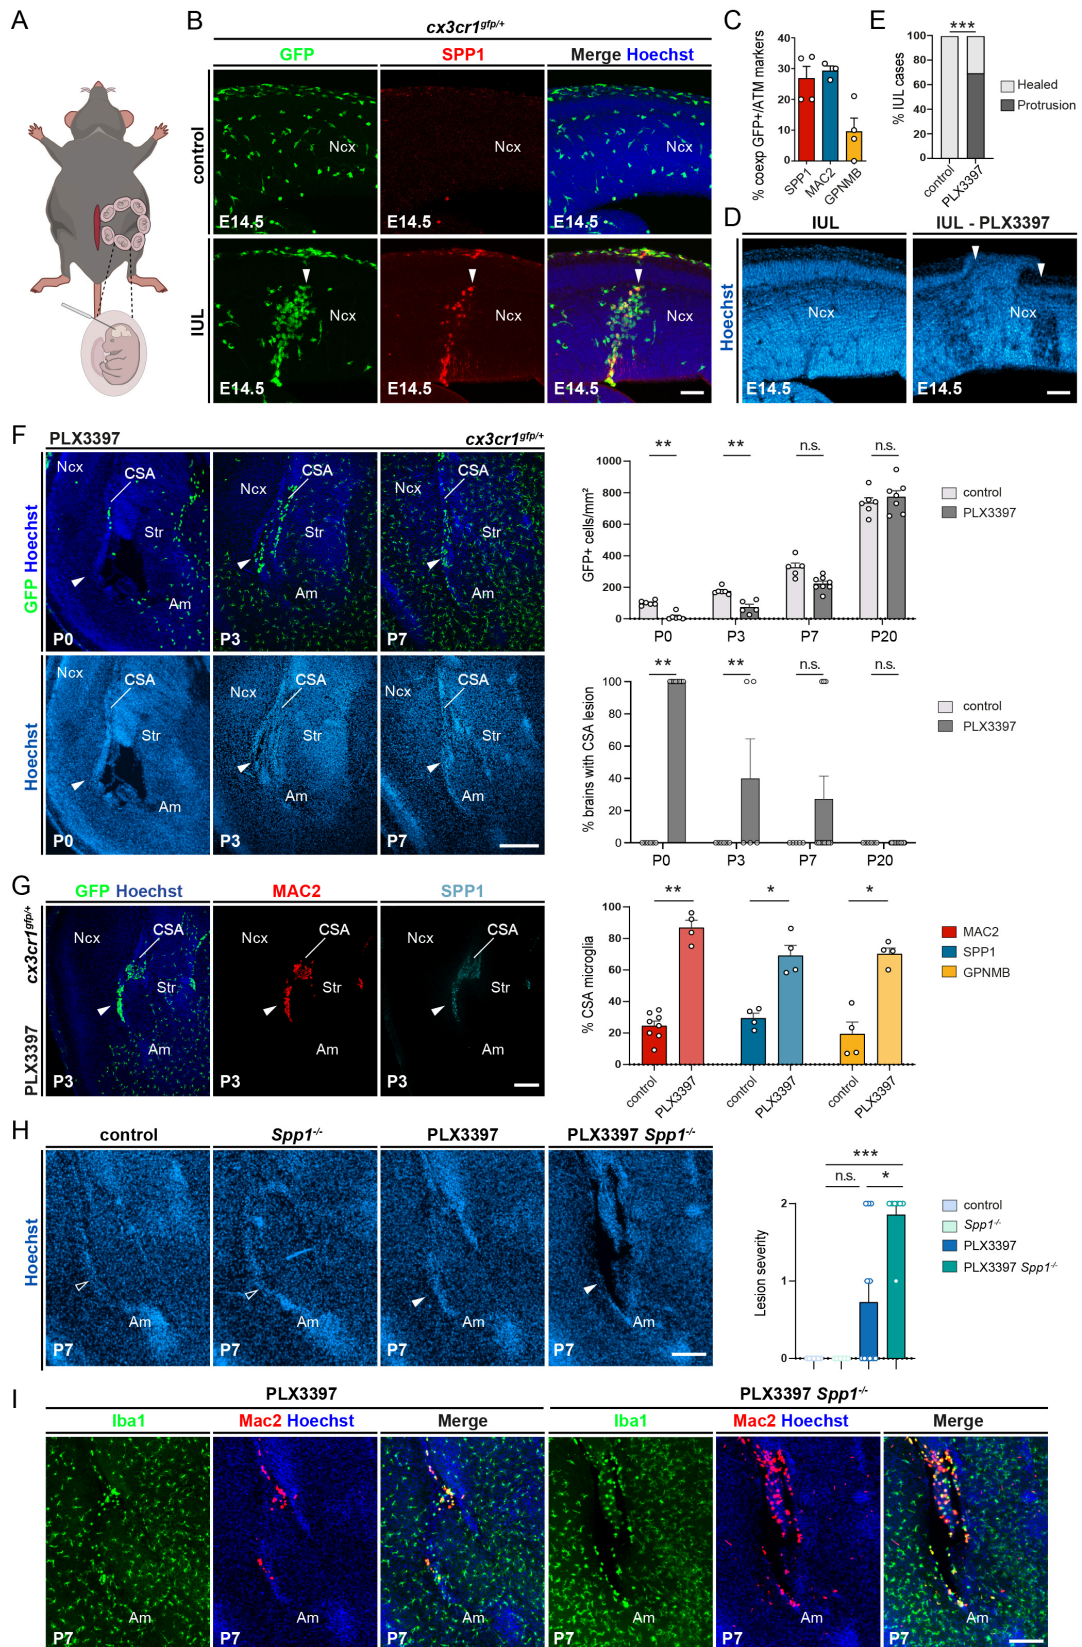 A
B
cx3cr1gfp/+
GFP
SPP1
Merge Hoechst
control
Ncx
Ncx
Ncx
E14.5
E14.5
E14.5
IUL
Ncx
Ncx
Ncx
E14.5
E14.5
E14.5
C
% coexp GFP+/ATM markers
40
30
20
10
0
SPP1
MAC2
GPNMB
E
***
% IUL cases
100
80
60
40
20
0
control
PLX3397
Healed
Protrusion
D
IUL
IUL - PLX3397
Hoechst
Ncx
Ncx
E14.5
E14.5
F
PLX3397
cx3cr1gfp/+
GFP Hoechst
Ncx
CSA
Str
Am
P0
Ncx
CSA
Str
Am
P3
Ncx
CSA
Str
Am
P7
Hoechst
Ncx
CSA
Str
Am
P0
Ncx
CSA
Str
Am
P3
Ncx
CSA
Str
Am
P7
** ** n.s. n.s.
GFP+ cells/mm²
1000
800
600
400
200
0
P0 P3 P7 P20
control
PLX3397
** ** n.s. n.s.
% brains with CSA lesion
100
80
60
40
20
0
P0 P3 P7 P20
control
PLX3397
G
GFP Hoechst
MAC2
SPP1
cx3cr1gfp/+
PLX3397
Ncx
CSA
Str
Am
P3
Ncx
CSA
Str
Am
P3
Ncx
CSA
Str
Am
P3
** * *
% CSA microglia
100
80
60
40
20
0
control
PLX3397
control
PLX3397
control
PLX3397
MAC2
SPP1
GPNMB
H
control
Spp1-/-
PLX3397
PLX3397 Spp1-/-
Hoechst
Am
P7
Am
P7
Am
P7
Am
P7
***
n.s. *
Lesion severity
2
1
0
control
Spp1-/-
PLX3397
PLX3397 Spp1-/-
I
PLX3397
PLX3397 Spp1-/-
Iba1
Mac2 Hoechst
Merge
Iba1
Mac2 Hoechst
Merge
Am
P7
Am
P7
Am
P7
Am
P7
Am
P7
Am
P7